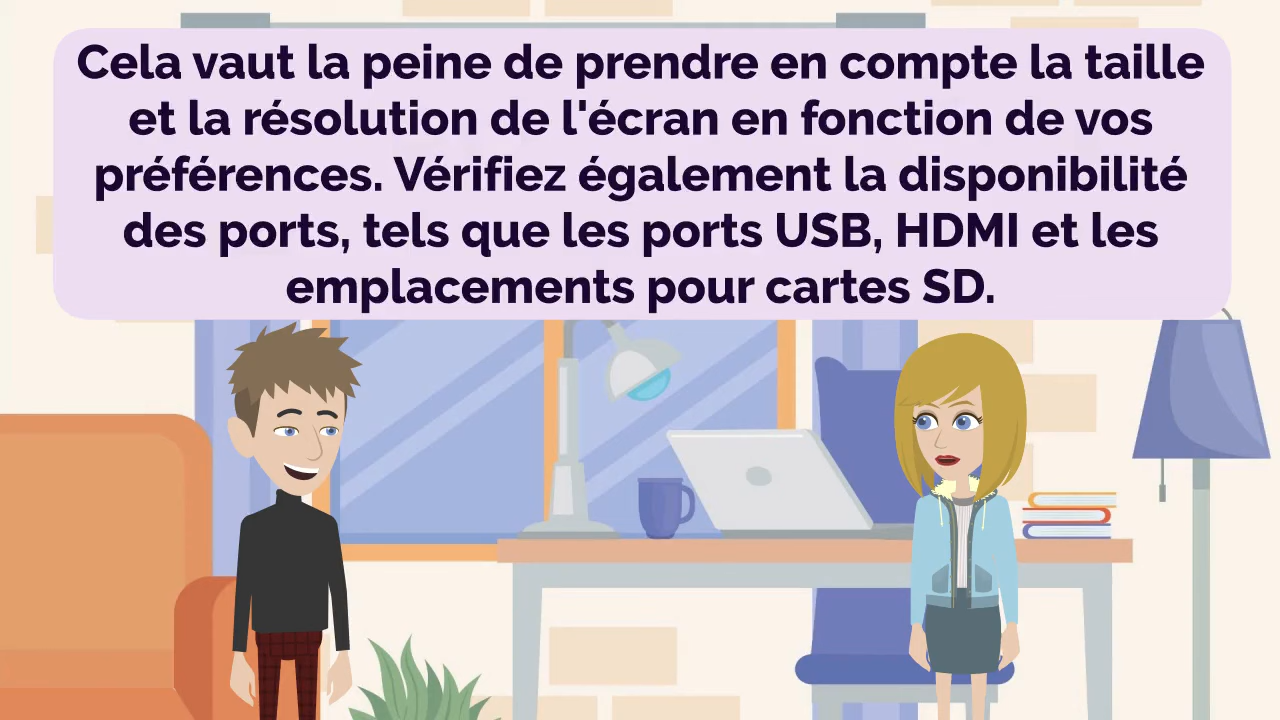 Cela vaut la peine de prendre en compte la taille
et la résolution de l'écran en fonction de vos
préférences. Vérifiez également la disponibilité
des ports, tels que les ports USB, HDMI et les
emplacements pour cartes SD.